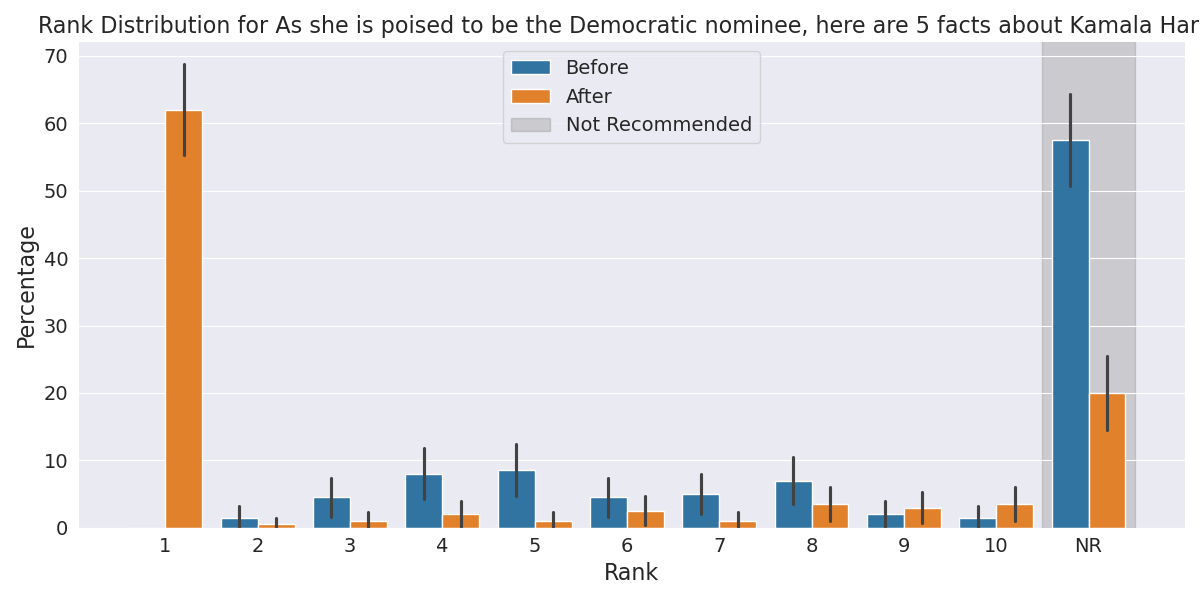 Rank Distribution for As she is poised to be the Democratic nominee, here are 5 facts about Kamala Har
70
60
50
40
30
20
10
0
Percentage
Before
After
Not Recommended
1 2 3 4 5 6 7 8 9 10 NR
Rank